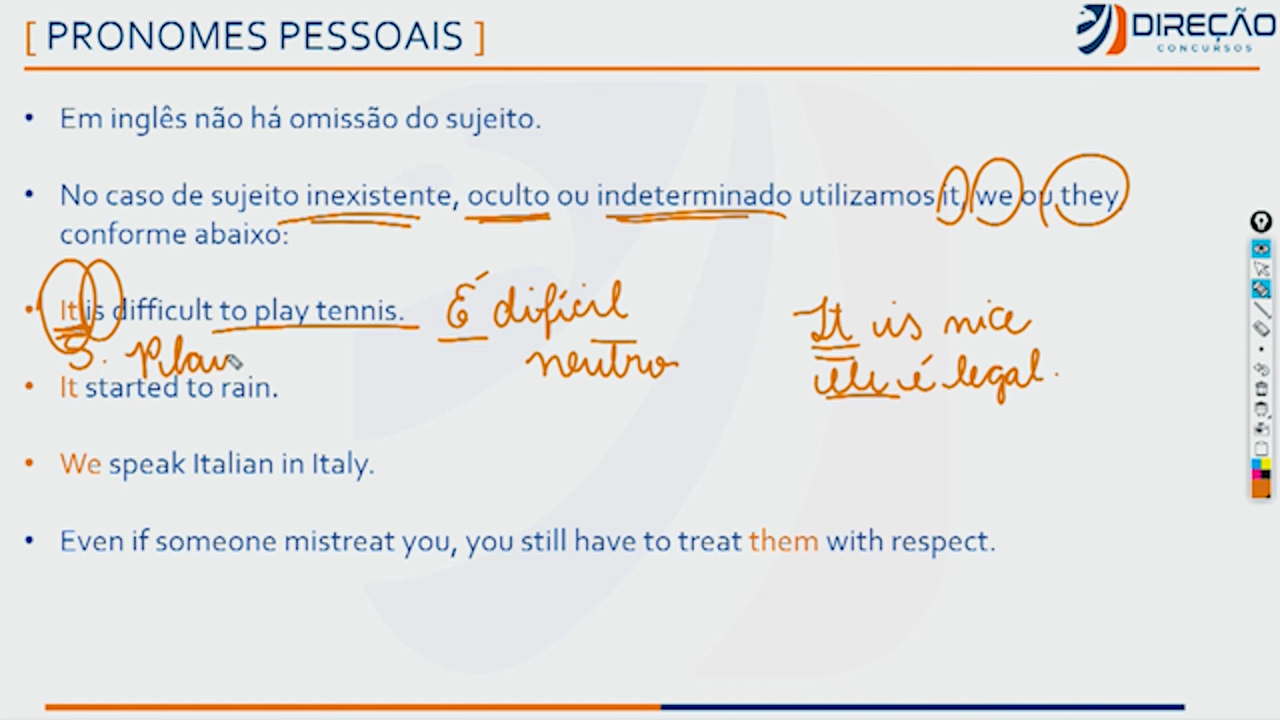 [ PRONOMES PESSOAIS ]
DIREÇÃO
CONCURSOS
• Em inglês não há omissão do sujeito.
• No caso de sujeito inexistente, oculto ou indeterminado utilizamos it, we ou they,
conforme abaixo:
• It is difficult to play tennis.
É difícil
neutro
It is nice
ele é legal.
S. Play
• It started to rain.
• We speak Italian in Italy.
• Even if someone mistreat you, you still have to treat them with respect.